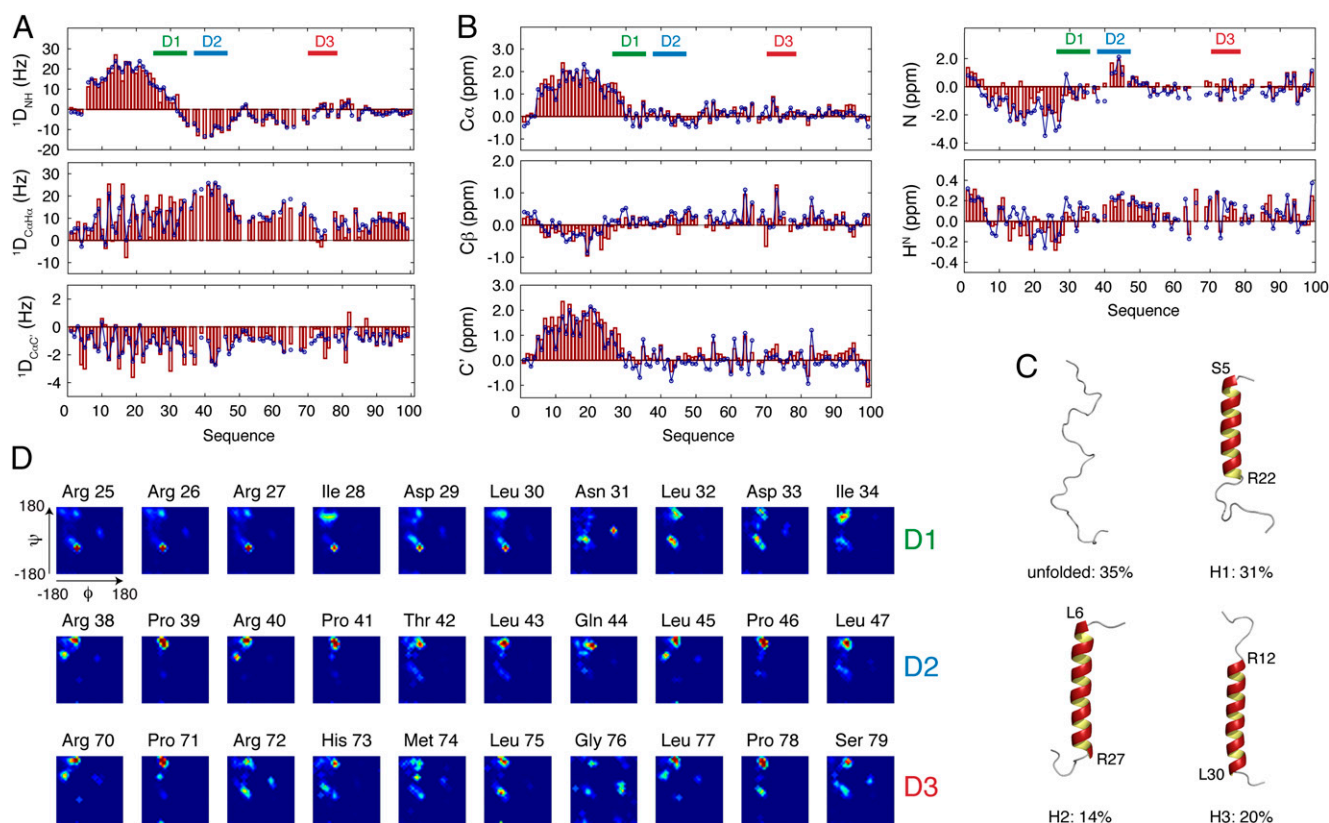 A
D1 D2 D3
¹D_NH (Hz)
30
20
10
0
-10
-20
¹D_CαHα (Hz)
30
20
10
0
-10
¹D_CαC' (Hz)
2
0
-2
-4
0 10 20 30 40 50 60 70 80 90 100
Sequence
B
D1 D2 D3
Cα (ppm)
3.0
2.0
1.0
0.0
-1.0
Cβ (ppm)
2.0
1.0
0.0
-1.0
C' (ppm)
3.0
2.0
1.0
0.0
-1.0
0 10 20 30 40 50 60 70 80 90 100
Sequence
D1 D2 D3
N (ppm)
2.0
0.0
-2.0
-4.0
H^N (ppm)
0.4
0.2
0.0
-0.2
-0.4
0 10 20 30 40 50 60 70 80 90 100
Sequence
C
unfolded: 35%
S5
R22
H1: 31%
L6
R27
H2: 14%
R12
L30
H3: 20%
D
Arg 25 Arg 26 Arg 27 Ile 28 Asp 29 Leu 30 Asn 31 Leu 32 Asp 33 Ile 34
180
ψ
-180
-180 ϕ 180
D1
Arg 38 Pro 39 Arg 40 Pro 41 Thr 42 Leu 43 Gln 44 Leu 45 Pro 46 Leu 47
D2
Arg 70 Pro 71 Arg 72 His 73 Met 74 Leu 75 Gly 76 Leu 77 Pro 78 Ser 79
D3